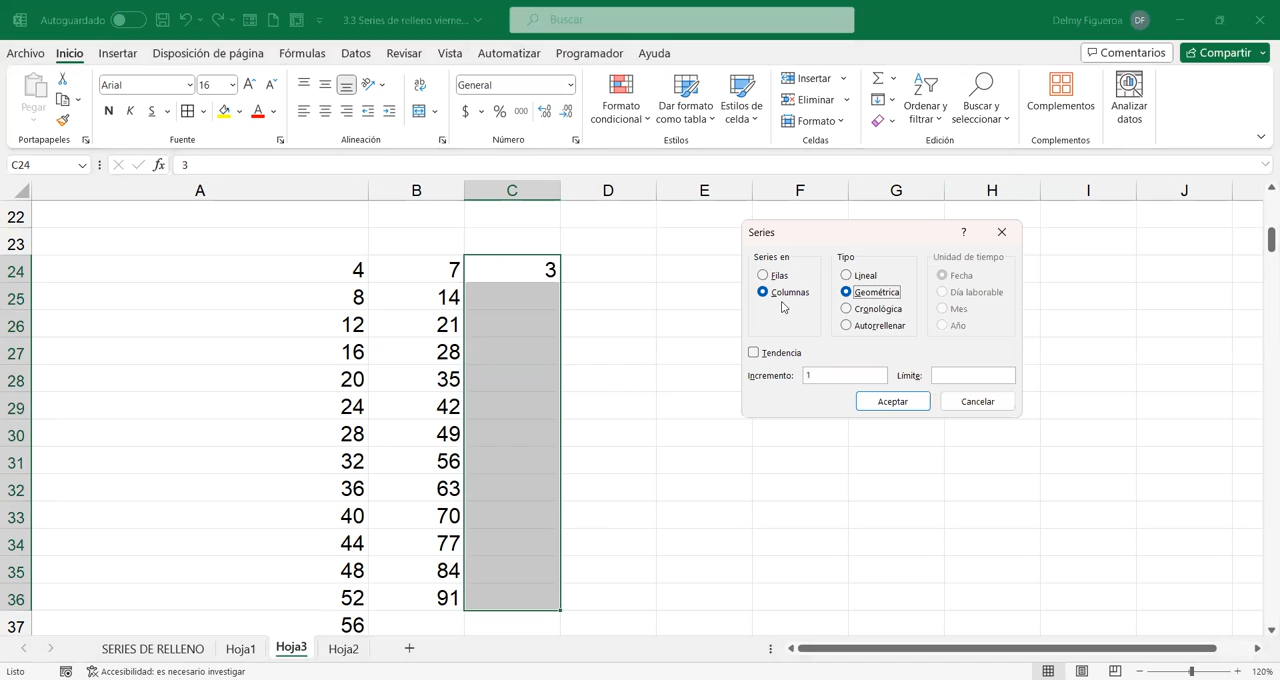 Autoguardado 3.3 Series de relleno vierne... Buscar Delmy Figueroa DF
Archivo Inicio Insertar Disposición de página Fórmulas Datos Revisar Vista Automatizar Programador Ayuda Comentarios Compartir
Pegar Arial 16 General Formato condicional Dar formato como tabla Estilos de celda Insertar Eliminar Formato Ordenar y filtrar Buscar y seleccionar Complementos Analizar datos
N K S $ % 000
Portapapeles Fuente Alineación Número Estilos Celdas Edición Complementos
C24 fx 3
A B C D E F G H I J
22
23
24 4 7 3
25 8 14
26 12 21
27 16 28
28 20 35
29 24 42
30 28 49
31 32 56
32 36 63
33 40 70
34 44 77
35 48 84
36 52 91
37 56
Series ?
Series en Tipo Unidad de tiempo
Filas Lineal Fecha
Columnas Geométrica Día laborable
Cronológica Mes
Autorrellenar Año
Tendencia
Incremento: 1 Límite:
Aceptar Cancelar
SERIES DE RELLENO Hoja1 Hoja3 Hoja2
Listo Accesibilidad: es necesario investigar 120%